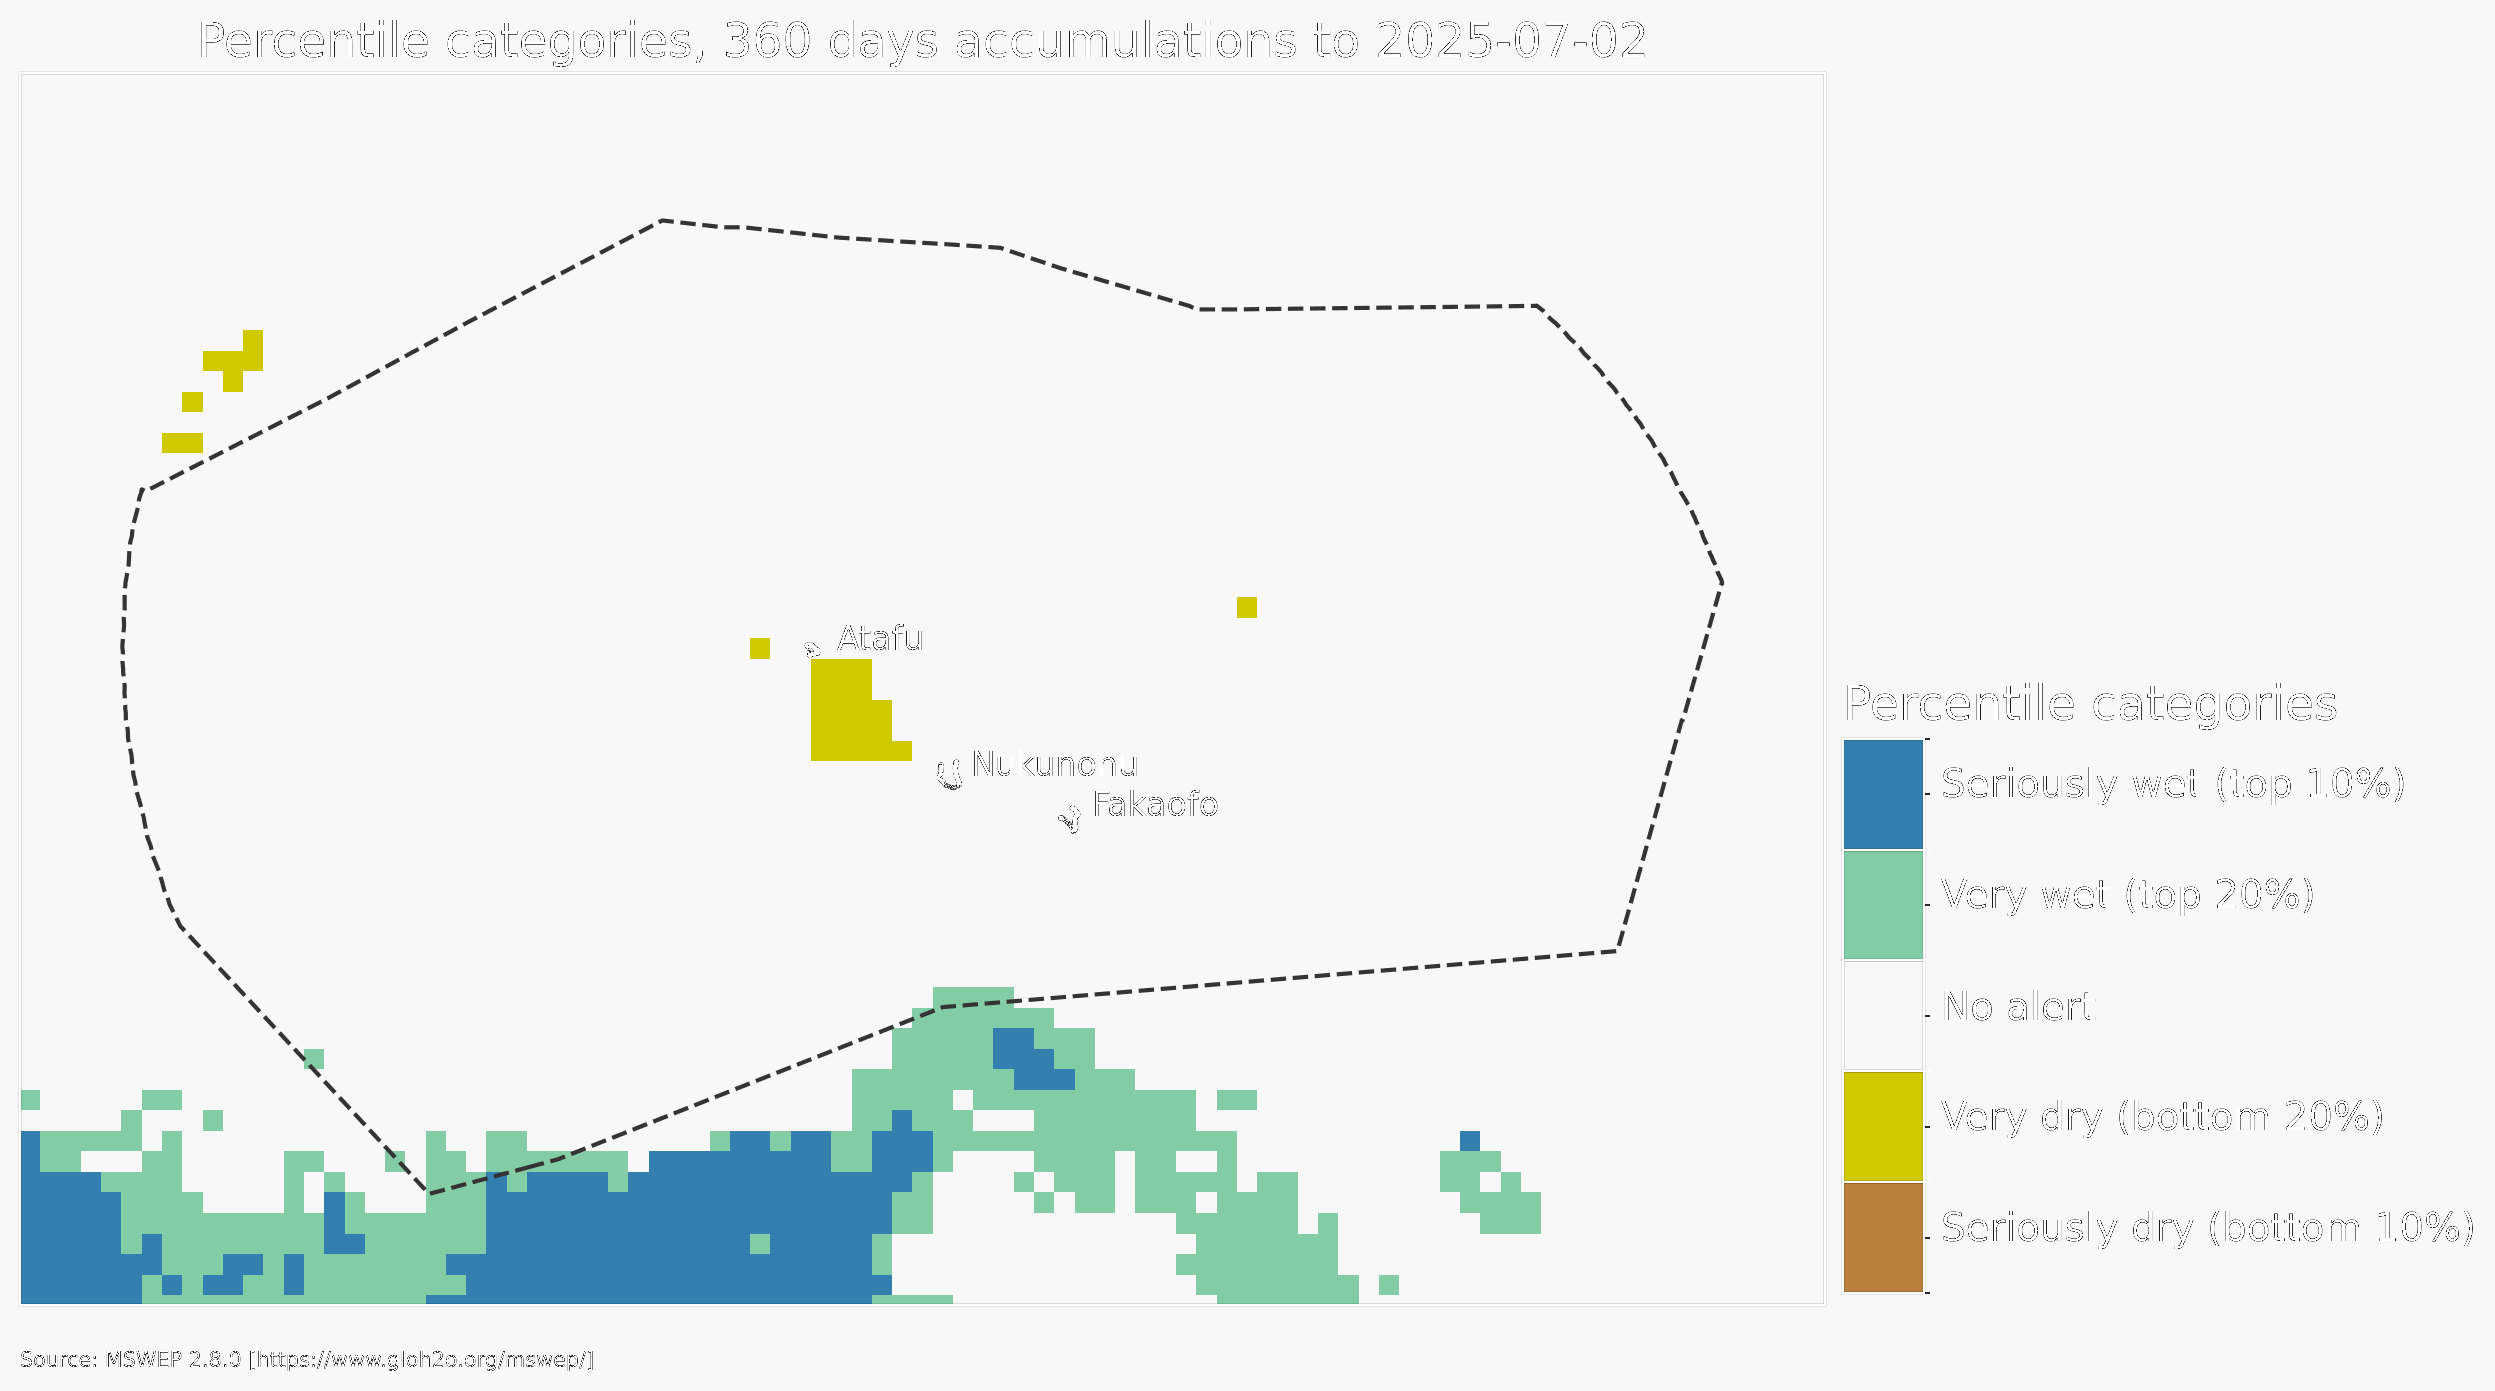 Percentile categories, 360 days accumulations to 2025-07-02
Atafu
Nukunonu
Fakaofo
Percentile categories
Seriously wet (top 10%)
Very wet (top 20%)
No alert
Very dry (bottom 20%)
Seriously dry (bottom 10%)
Source: MSWEP 2.8.0 [https://www.gloh2o.org/mswep/]